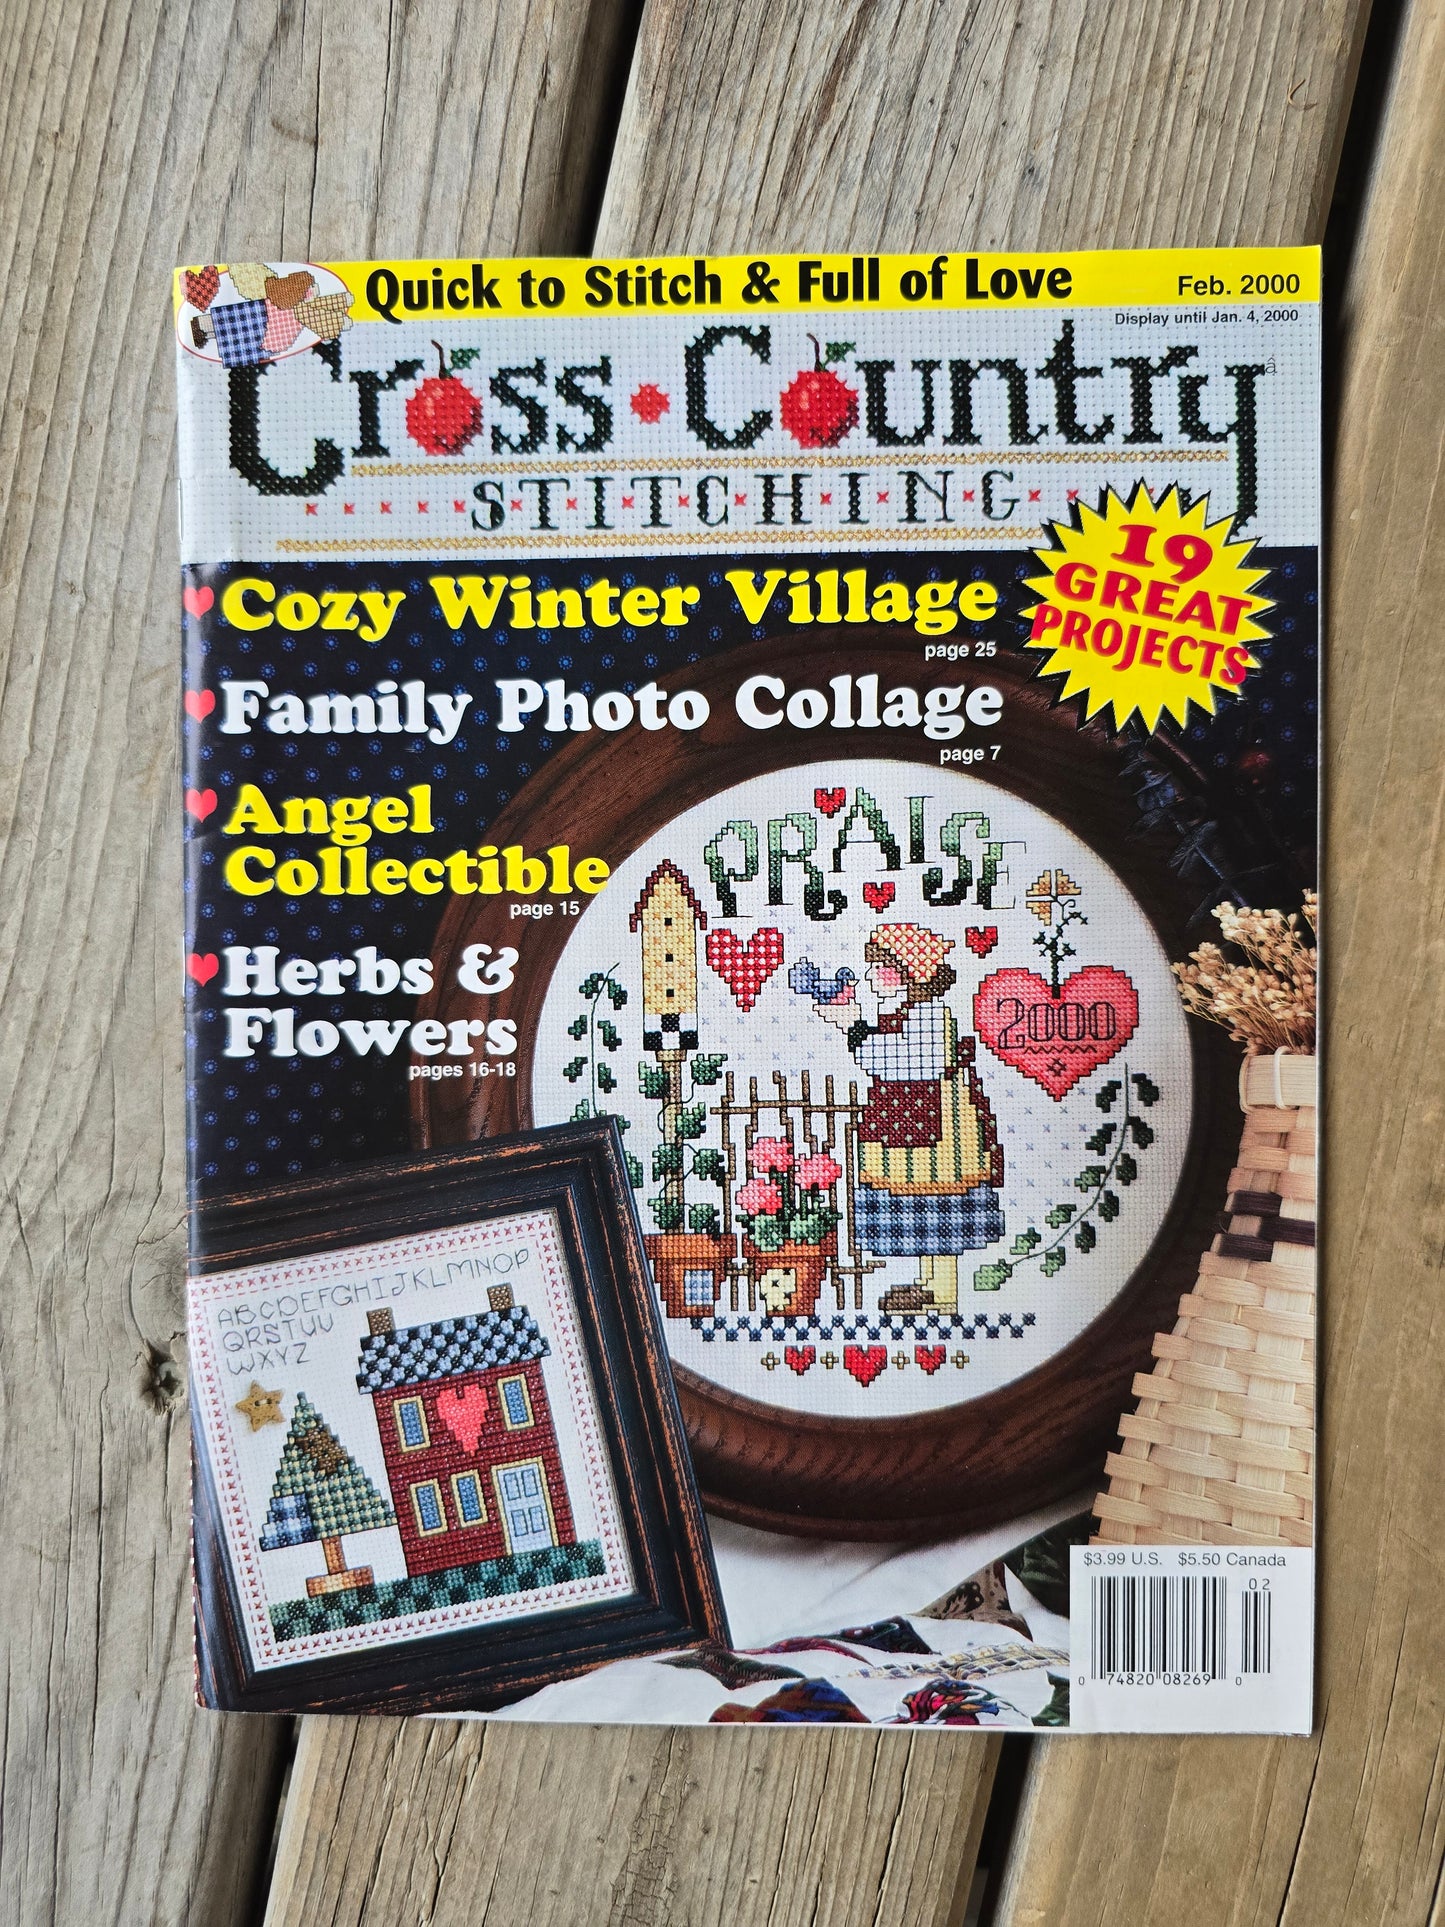 Quick to Stitch & Full of Love
Feb. 2000
Display until Jan. 4, 2000
Cross·Country
STITCHING
19
GREAT
PROJECTS
Cozy Winter Village
page 25
Family Photo Collage
page 7
Angel
Collectible
page 15
Herbs &
Flowers
pages 16-18
PRAISE
2000
ABCDEFGHIJKLMNOP
QRSTUV
WXYZ
$3.99 U.S. $5.50 Canada
02
0 74820 08269 0